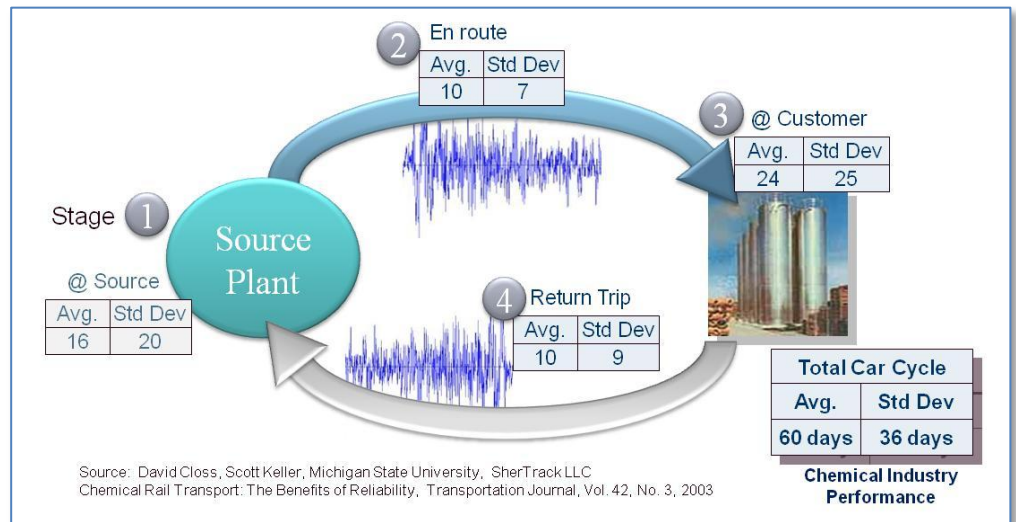 2
En route
Avg. Std Dev
10 7
3
@ Customer
Avg. Std Dev
24 25
Stage 1
Source
Plant
@ Source
Avg. Std Dev
16 20
4
Return Trip
Avg. Std Dev
10 9
Total Car Cycle
Avg. Std Dev
60 days 36 days
Chemical Industry
Performance
Source: David Closs, Scott Keller, Michigan State University, SherTrack LLC
Chemical Rail Transport: The Benefits of Reliability, Transportation Journal, Vol. 42, No. 3, 2003